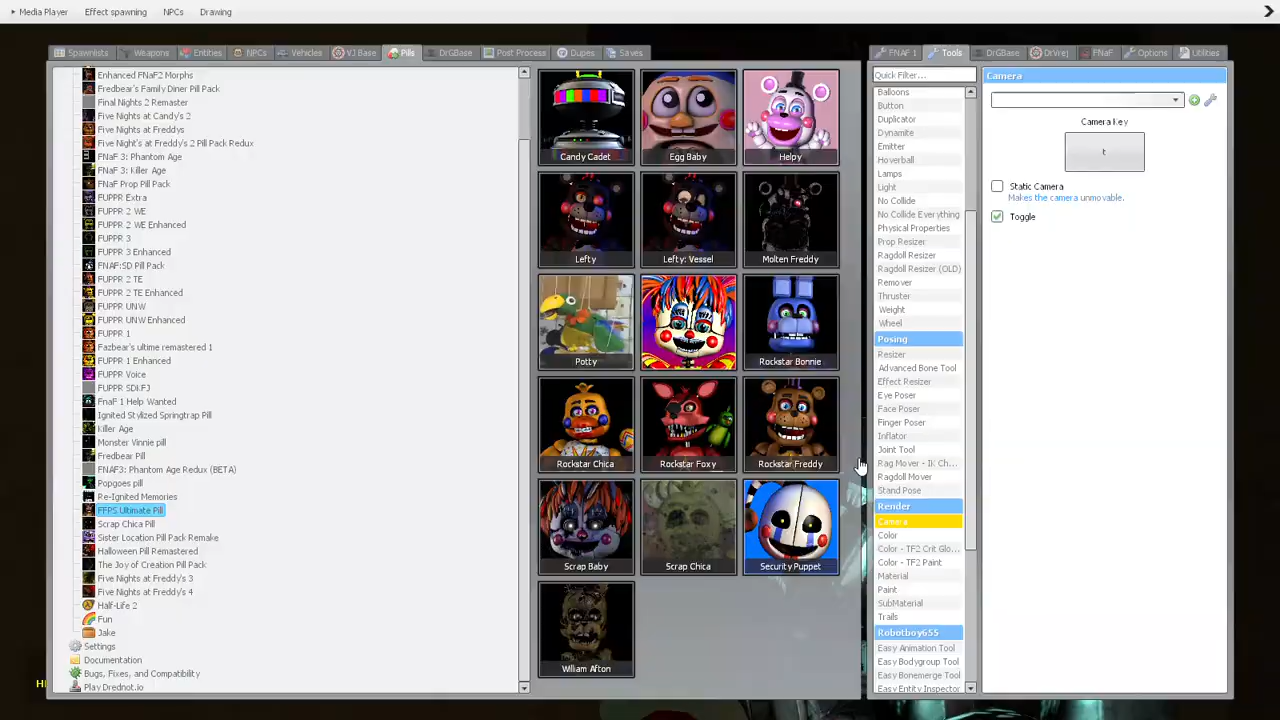 Media Player
Effect spawning
NPCs
Drawing
Spawnlists
Weapons
Entities
NPCs
Vehicles
VJ Base
Pills
DrGBase
Post Process
Dupes
Saves
Enhanced FNaF2 Morphs
Fredbear's Family Diner Pill
Final Nights 2 Remaster
Five Nights at Candy's 2
Five Nights at Freddys
Five Night's at Freddy's 2 Pill Pack Redux
FNaF 3: Phantom Age
FNaF 3: Killer Age
FNaF Prop Pill Pack
FUPPR Extra
FUPPR 2 WE
FUPPR 2 WE Enhanced
FUPPR 3
FUPPR 3 Enhanced
FNAF:SD Pill Pack
FUPPR 2 TE
FUPPR 2 TE Enhanced
FUPPR UNW
FUPPR UNW Enhanced
FUPPR 1
Fazbear's ultime remastered 1
FUPPR 1 Enhanced
FUPPR Voice
FUPPR SDI.FJ
FnaF 1 Help Wanted
Ignited Stylized Springtrap Pill
Killer Age
Monster Vinnie pill
Fredbear Pill
FNAF3: Phantom Age Redux (BETA)
Popgoes pill
Re-Ignited Memories
FFPS Ultimate Pill
Scrap Chica Pill
Sister Location Pill Pack Remake
Halloween Pill Remastered
The Joy of Creation Pill Pack
Five Nights at Freddy's 3
Five Nights at Freddy's 4
Half-Life 2
Fun
Jake
Settings
Documentation
Bugs, Fixes, and Compatibility
Play Drednot.io
Candy Cadet
Egg Baby
Helpy
Lefty
Lefty: Vessel
Molten Freddy
Potty
Rockstar Bonnie
Rockstar Chica
Rockstar Foxy
Rockstar Freddy
Scrap Baby
Scrap Chica
Security Puppet
William Afton
FNAF 1
Tools
DrGBase
DrVrej
FNaF
Options
Utilities
Quick Filter...
Balloons
Button
Duplicator
Dynamite
Emitter
Hoverball
Lamps
Light
No Collide
No Collide Everything
Physical Properties
Prop Resizer
Ragdoll Resizer
Ragdoll Resizer (OLD)
Remover
Thruster
Weight
Wheel
Posing
Resizer
Advanced Bone Tool
Effect Resizer
Eye Poser
Face Poser
Finger Poser
Inflator
Joint Tool
Rag Mover - IK Ch...
Ragdoll Mover
Stand Pose
Render
Camera
Color
Color - TF2 Crit Glo...
Color - TF2 Paint
Material
Paint
SubMaterial
Trails
Robotboy655
Easy Animation Tool
Easy Bodygroup Tool
Easy Bonemerge Tool
Easy Entity Inspector
Camera
Camera Key
t
Static Camera
Makes the camera unmovable.
Toggle